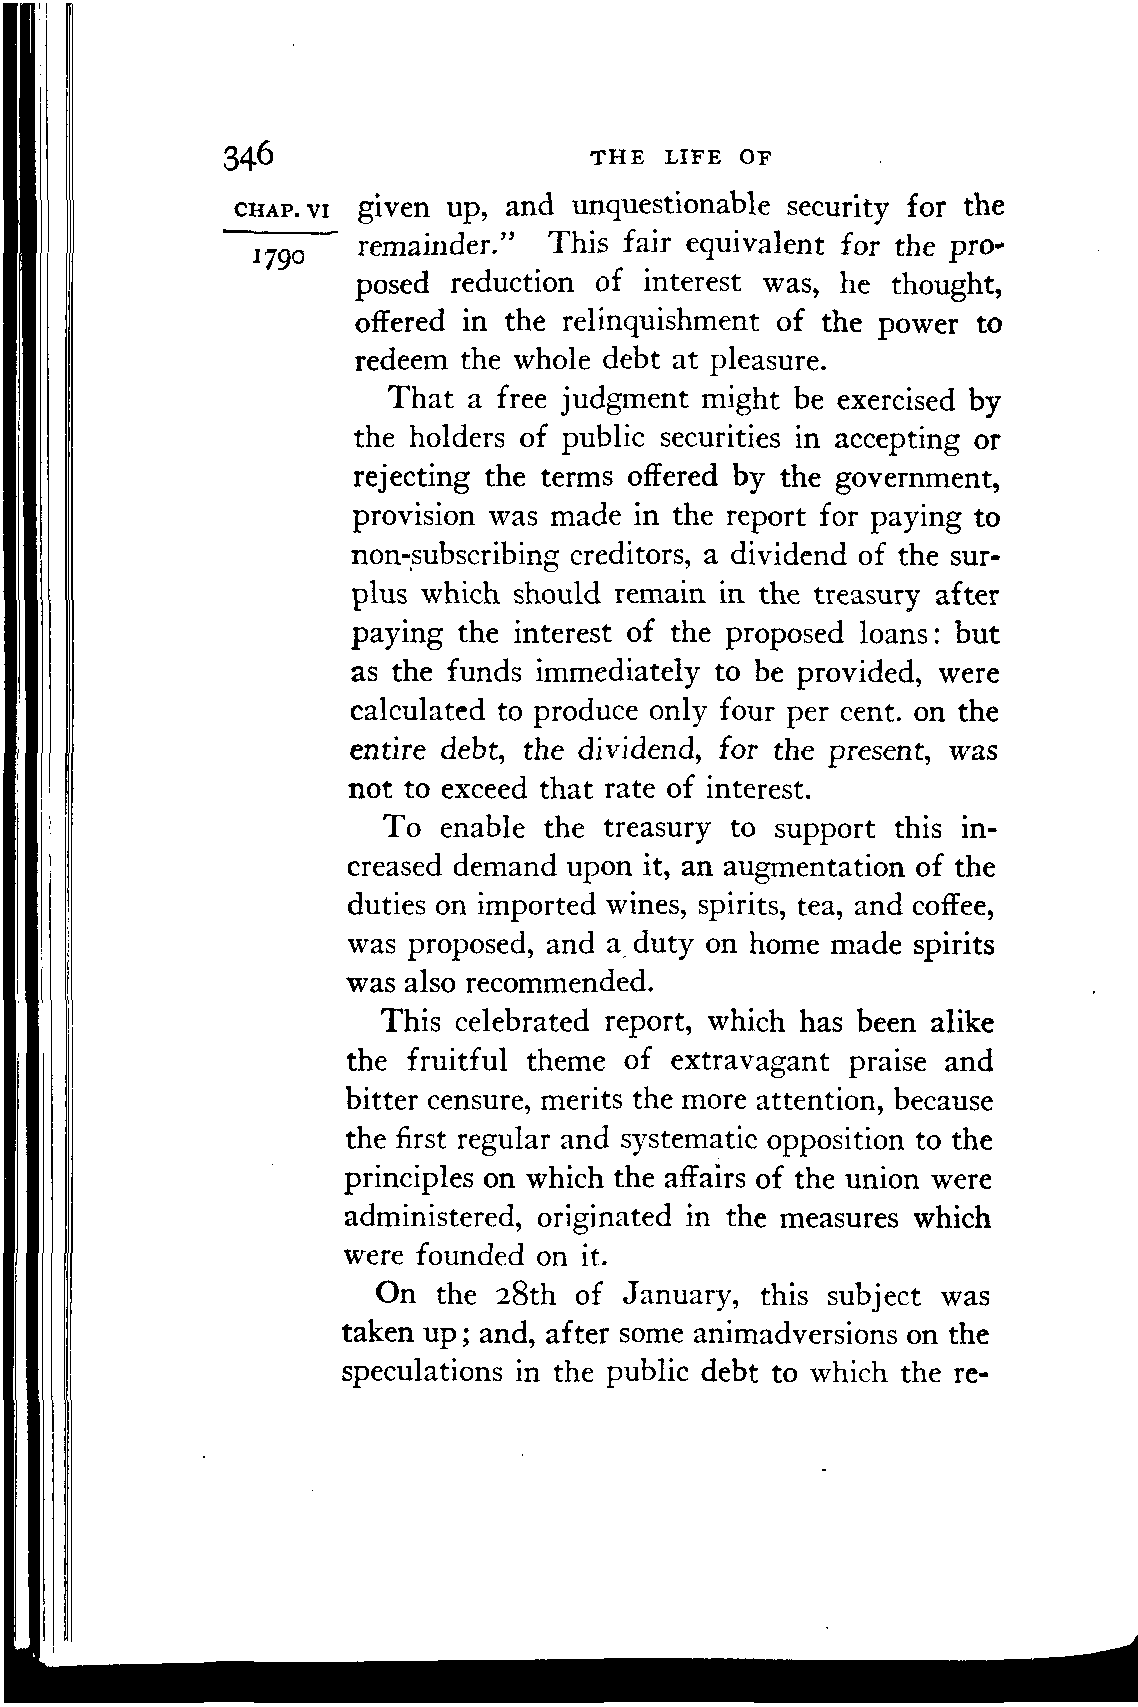 346 THE LIFE OF
CHAP. VI given up, and unquestionable security for the
1790 remainder." This fair equivalent for the pro-
posed reduction of interest was, he thought,
offered in the relinquishment of the power to
redeem the whole debt at pleasure.
That a free judgment might be exercised by
the holders of public securities in accepting or
rejecting the terms offered by the government,
provision was made in the report for paying to
non-subscribing creditors, a dividend of the sur-
plus which should remain in the treasury after
paying the interest of the proposed loans: but
as the funds immediately to be provided, were
calculated to produce only four per cent. on the
entire debt, the dividend, for the present, was
not to exceed that rate of interest.
To enable the treasury to support this in-
creased demand upon it, an augmentation of the
duties on imported wines, spirits, tea, and coffee,
was proposed, and a duty on home made spirits
was also recommended.
This celebrated report, which has been alike
the fruitful theme of extravagant praise and
bitter censure, merits the more attention, because
the first regular and systematic opposition to the
principles on which the affairs of the union were
administered, originated in the measures which
were founded on it.
On the 28th of January, this subject was
taken up; and, after some animadversions on the
speculations in the public debt to which the re-